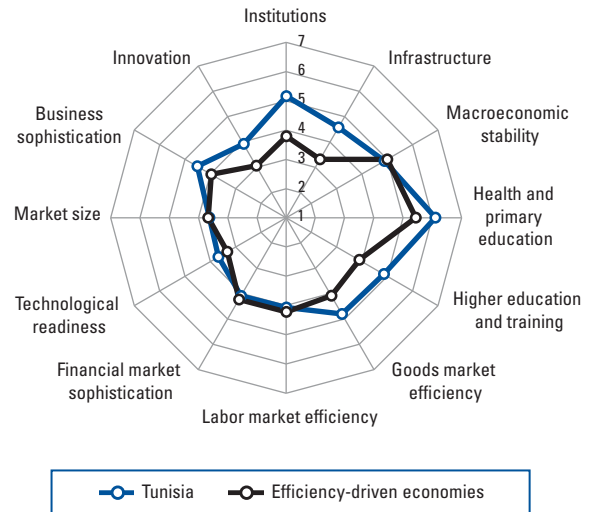 Institutions
7
6
5
4
3
2
1
Infrastructure
Macroeconomic
stability
Health and
primary
education
Higher education
and training
Goods market
efficiency
Labor market efficiency
Financial market
sophistication
Technological
readiness
Market size
Business
sophistication
Innovation
Tunisia
Efficiency-driven economies